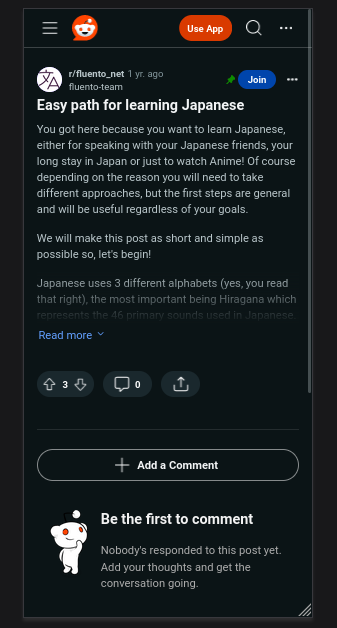 Use App
r/fluento_net 1 yr. ago
fluento-team
Join
Easy path for learning Japanese
You got here because you want to learn Japanese,
either for speaking with your Japanese friends, your
long stay in Japan or just to watch Anime! Of course
depending on the reason you will need to take
different approaches, but the first steps are general
and will be useful regardless of your goals.
We will make this post as short and simple as
possible so, let's begin!
Japanese uses 3 different alphabets (yes, you read
that right), the most important being Hiragana which
represents the 46 primary sounds used in Japanese.
Read more
3
0
Add a Comment
Be the first to comment
Nobody's responded to this post yet.
Add your thoughts and get the
conversation going.